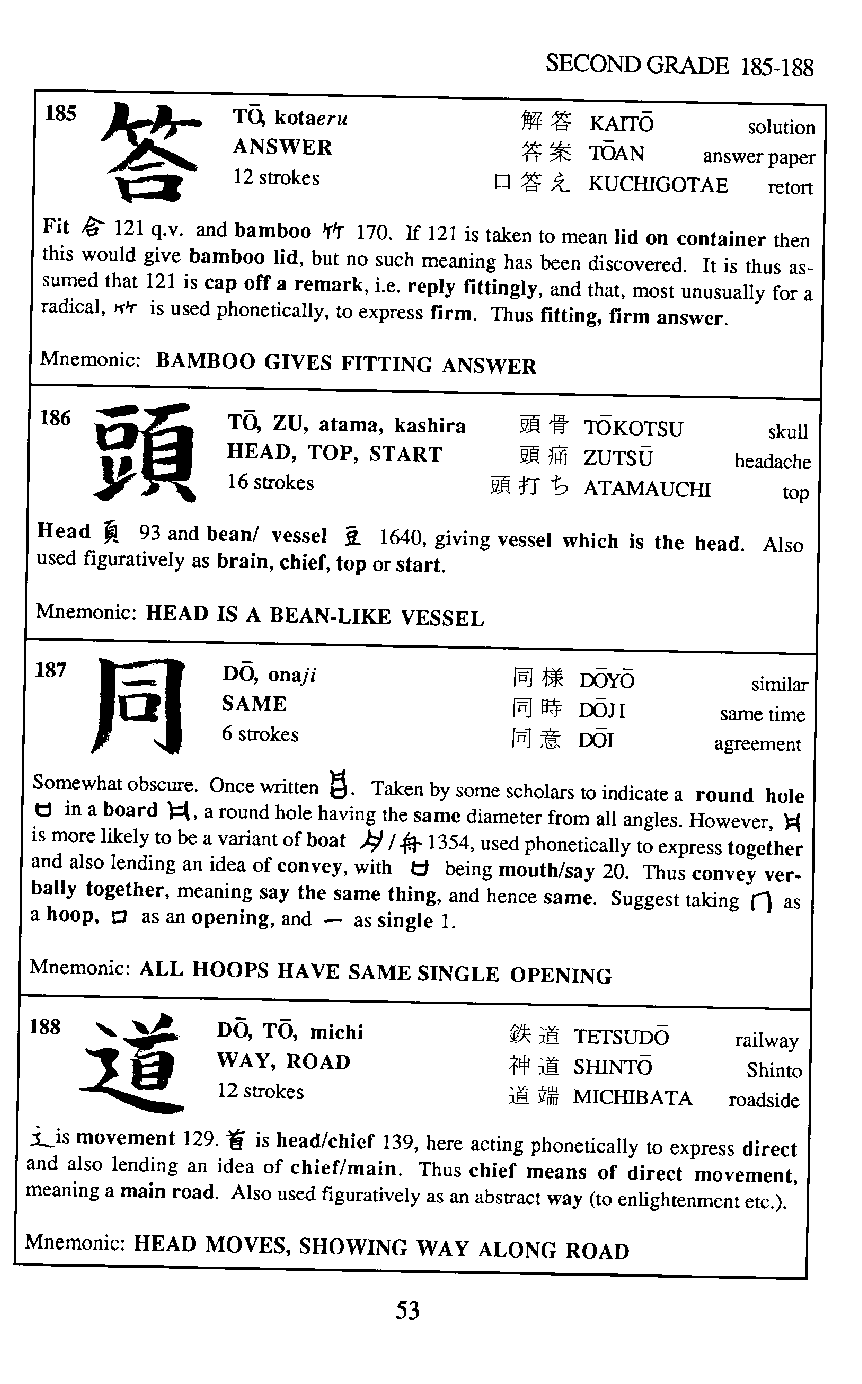 SECOND GRADE 185-188
185 答 TŌ, kotaeru 解答 KAITŌ solution
ANSWER 答案 TŌAN answer paper
12 strokes 口答え KUCHIGOTAE retort
Fit 合 121 q.v. and bamboo 竹 170. If 121 is taken to mean lid on container then
this would give bamboo lid, but no such meaning has been discovered. It is thus as-
sumed that 121 is cap off a remark, i.e. reply fittingly, and that, most unusually for a
radical, is used phonetically, to express firm. Thus fitting, firm answer.
Mnemonic: BAMBOO GIVES FITTING ANSWER
186 頭 TŌ, ZU, atama, kashira 頭骨 TŌKOTSU skull
HEAD, TOP, START 頭痛 ZUTSŪ headache
16 strokes 頭打ち ATAMAUCHI top
Head 頁 93 and bean/ vessel 豆 1640, giving vessel which is the head. Also
used figuratively as brain, chief, top or start.
Mnemonic: HEAD IS A BEAN-LIKE VESSEL
187 同 DŌ, onaji 同様 DŌYŌ similar
SAME 同時 DŌJI same time
6 strokes 同意 DŌI agreement
Somewhat obscure. Once written . Taken by some scholars to indicate a round hole
in a board , a round hole having the same diameter from all angles. However,
is more likely to be a variant of boat / 舟 1354, used phonetically to express together
and also lending an idea of convey, with being mouth/say 20. Thus convey ver-
bally together, meaning say the same thing, and hence same. Suggest taking 冂 as
a hoop, 口 as an opening, and 一 as single 1.
Mnemonic: ALL HOOPS HAVE SAME SINGLE OPENING
188 道 DŌ, TŌ, michi 鉄道 TETSUDŌ railway
WAY, ROAD 神道 SHINTŌ Shinto
12 strokes 道端 MICHIBATA roadside
辶 is movement 129. 首 is head/chief 139, here acting phonetically to express direct
and also lending an idea of chief/main. Thus chief means of direct movement,
meaning a main road. Also used figuratively as an abstract way (to enlightenment etc.).
Mnemonic: HEAD MOVES, SHOWING WAY ALONG ROAD
53